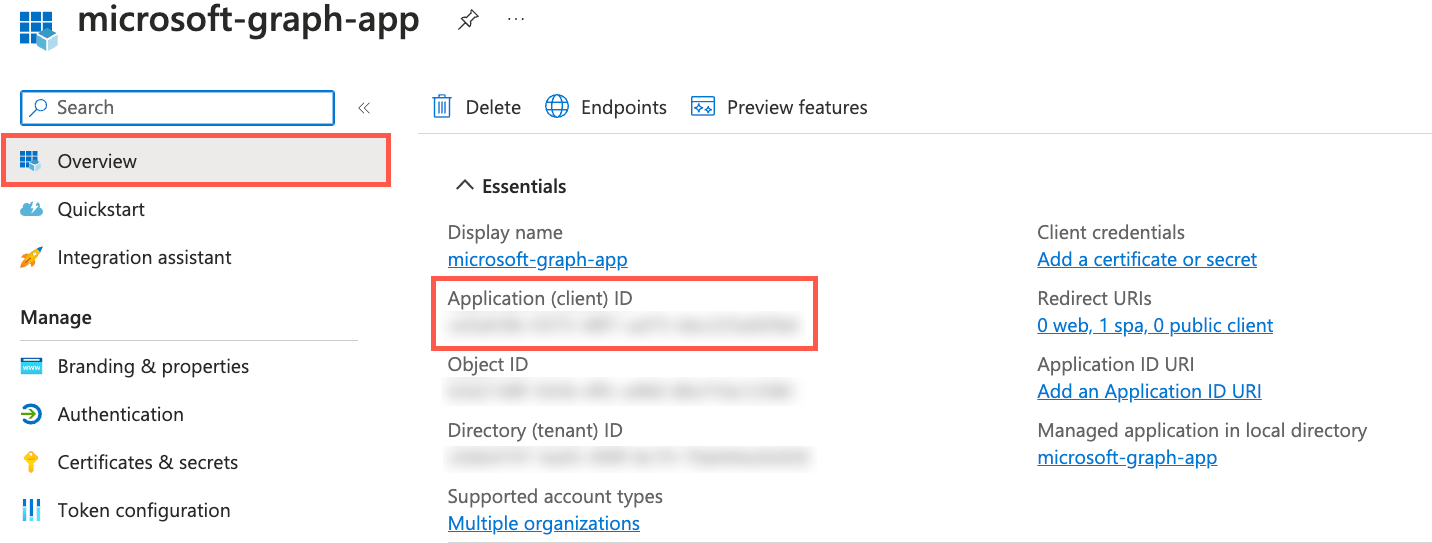 microsoft-graph-app
Search
Overview
Quickstart
Integration assistant
Manage
Branding & properties
Authentication
Certificates & secrets
Token configuration
Delete
Endpoints
Preview features
Essentials
Display name
microsoft-graph-app
Application (client) ID
Object ID
Directory (tenant) ID
Supported account types
Multiple organizations
Client credentials
Add a certificate or secret
Redirect URIs
0 web, 1 spa, 0 public client
Application ID URI
Add an Application ID URI
Managed application in local directory
microsoft-graph-app